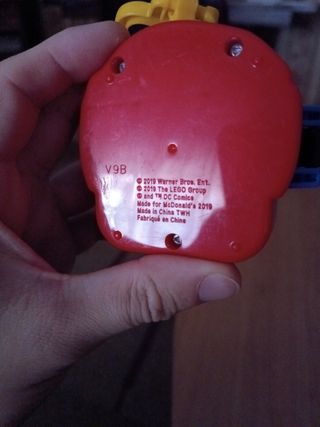 V9B
© 2019 Warner Bros. Ent.
© 2019 The LEGO Group
© and ™ DC Comics
Made for McDonald's 2019
Made in China TWH
Fabriqué en China